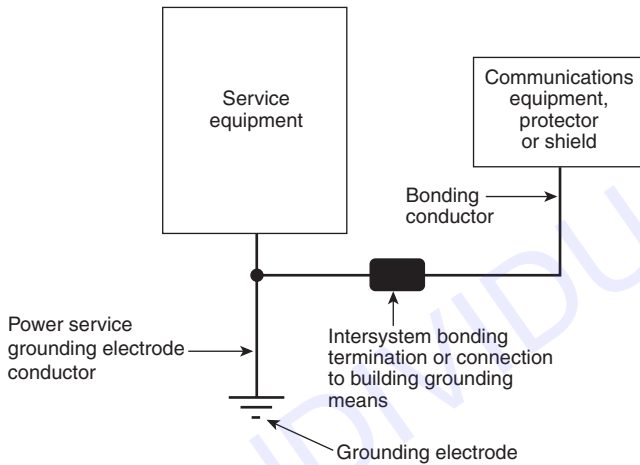 Service
equipment
Communications
equipment,
protector
or shield
Bonding
conductor
Power service
grounding electrode
conductor
Intersystem bonding
termination or connection
to building grounding
means
Grounding electrode
NDIVIDU